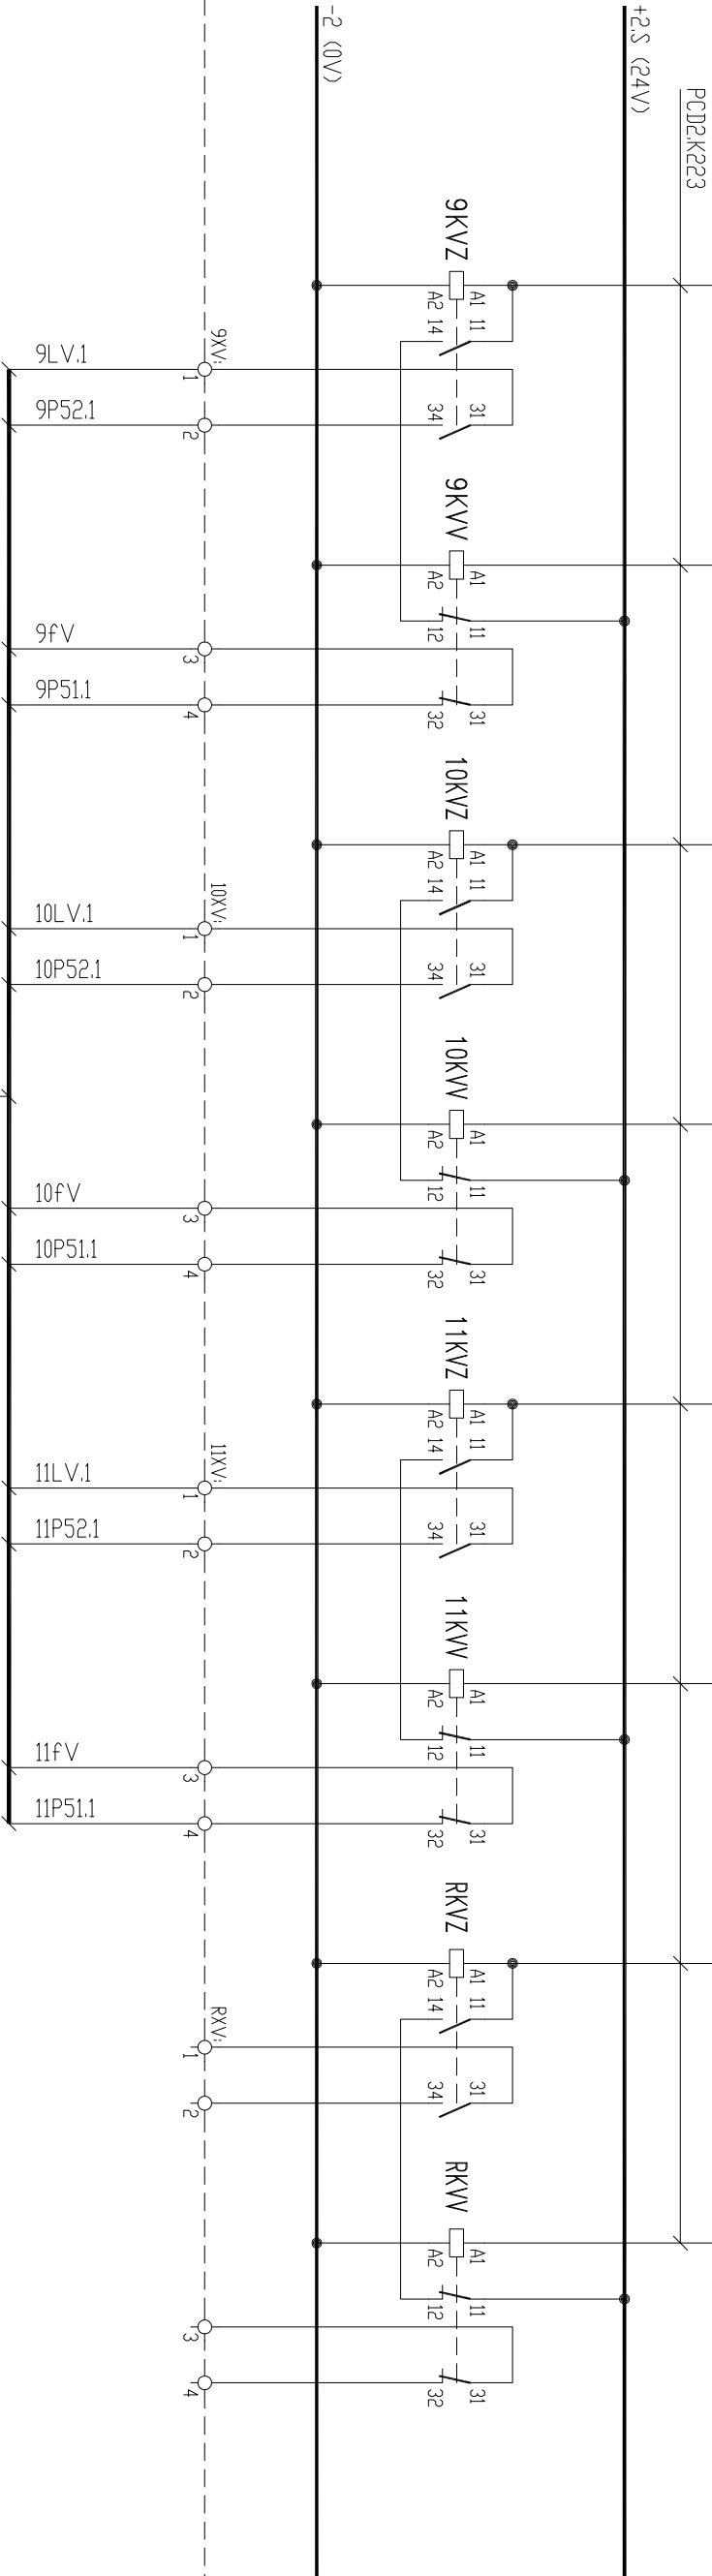 PCD2.K223
+2.S (24V)
-2 (0V)
9KVZ
A1
A2
11
14
31
34
9XV:
1
9LV.1
2
9P52.1
9KVV
A1
A2
11
12
31
32
3
9fV
4
9P51.1
10KVZ
A1
A2
11
14
31
34
10XV:
1
10LV.1
2
10P52.1
10KVV
A1
A2
11
12
31
32
3
10fV
4
10P51.1
11KVZ
A1
A2
11
14
31
34
11XV:
1
11LV.1
2
11P52.1
11KVV
A1
A2
11
12
31
32
3
11fV
4
11P51.1
RKVZ
A1
A2
11
14
31
34
RXV:
1
2
RKVV
A1
A2
11
12
31
32
3
4